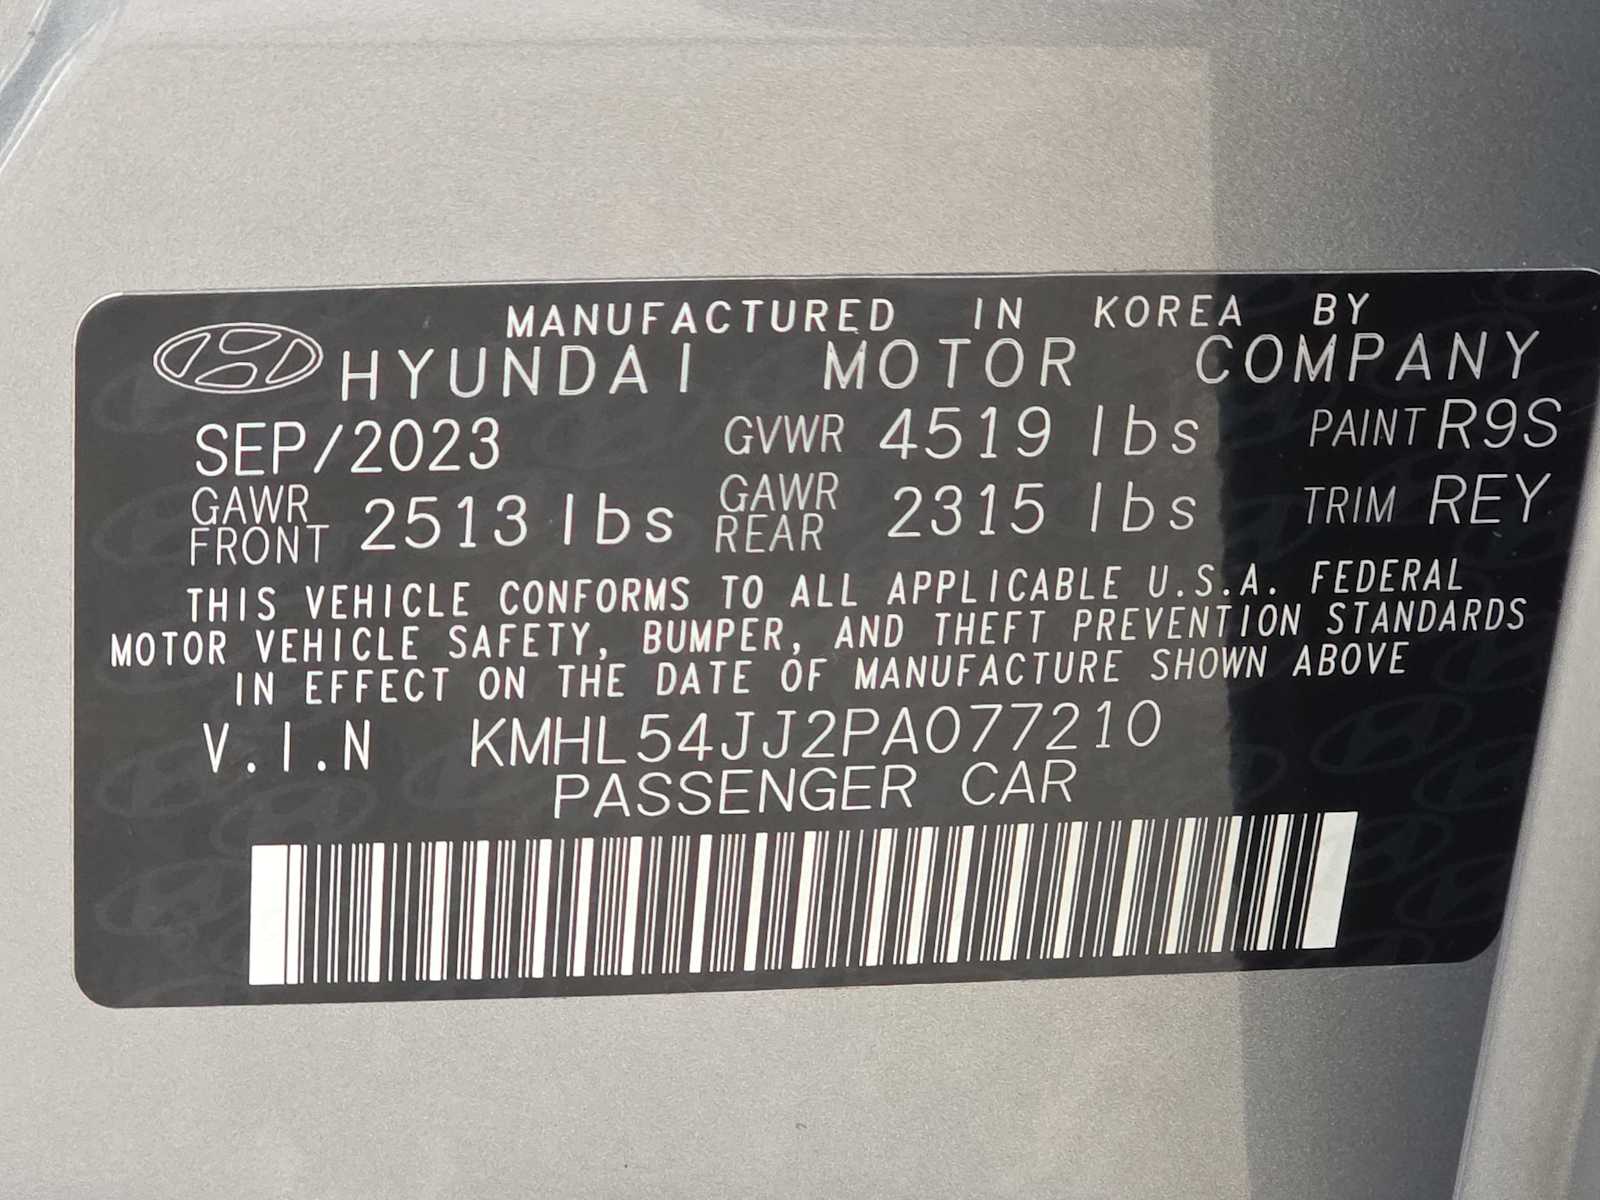 MANUFACTURED IN KOREA BY
HYUNDAI MOTOR COMPANY
SEP/2023 GVWR 4519 lbs PAINT R9S
GAWR FRONT 2513 lbs GAWR REAR 2315 lbs TRIM REY
THIS VEHICLE CONFORMS TO ALL APPLICABLE U.S.A. FEDERAL
MOTOR VEHICLE SAFETY, BUMPER, AND THEFT PREVENTION STANDARDS
IN EFFECT ON THE DATE OF MANUFACTURE SHOWN ABOVE
V.I.N KMHL54JJ2PA077210
PASSENGER CAR